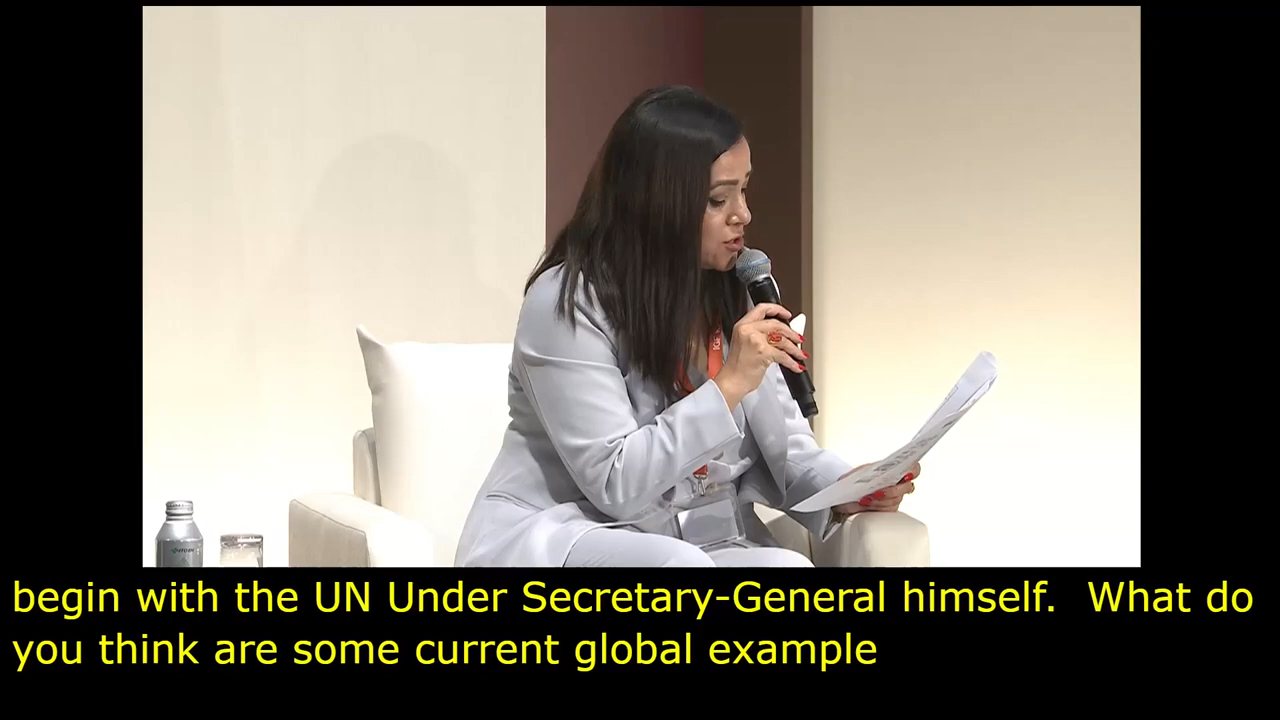 begin with the UN Under Secretary-General himself.  What do
you think are some current global example